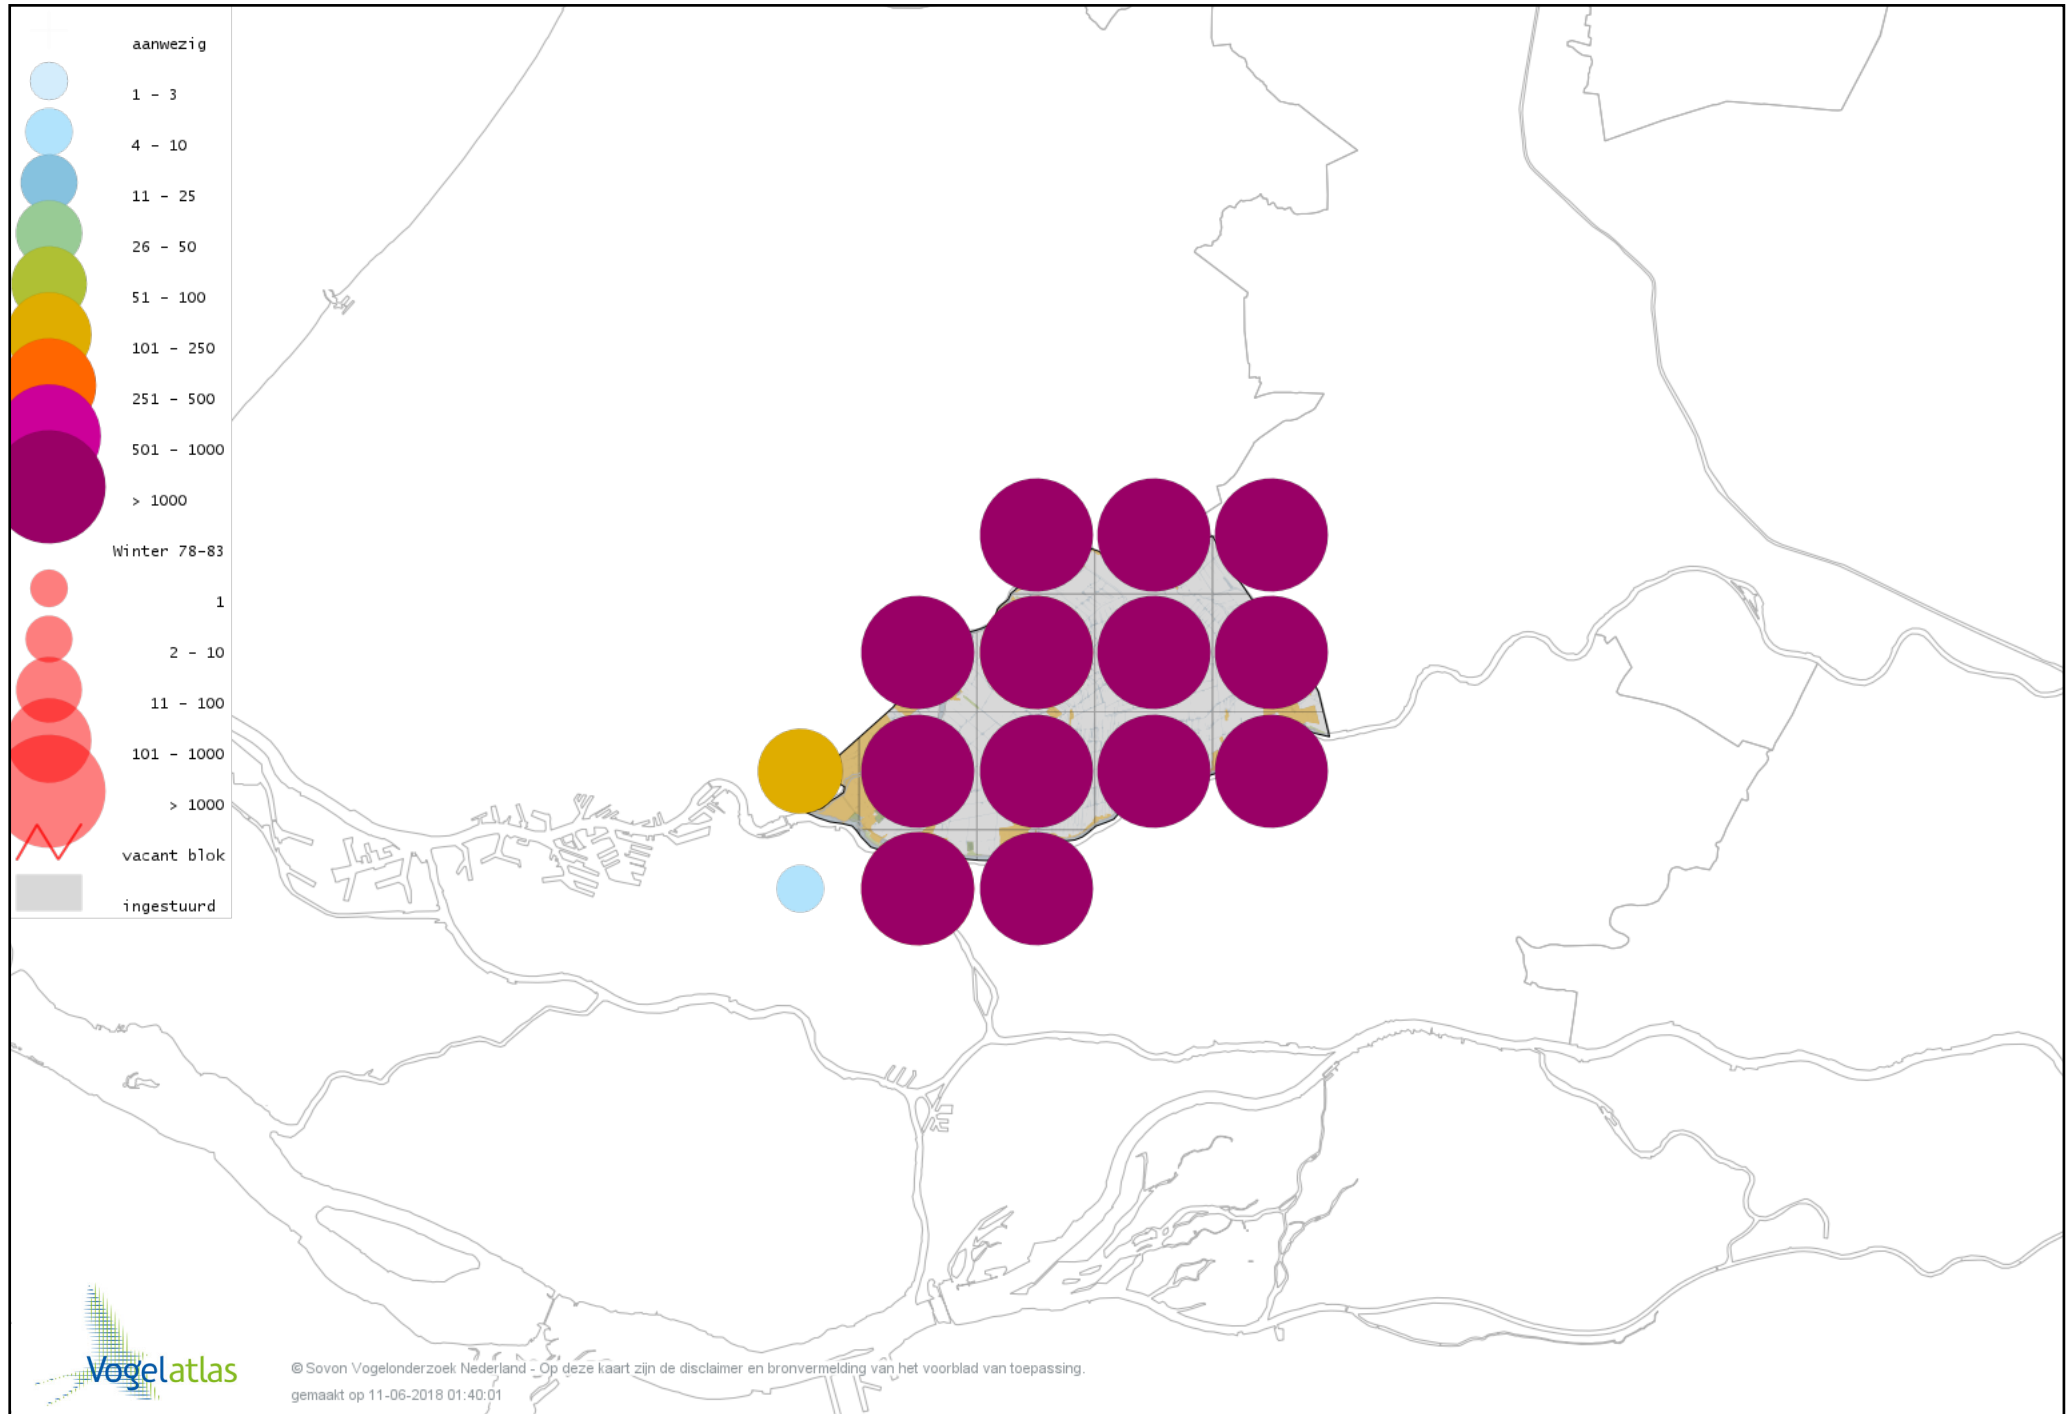 aanwezig
1 - 3
4 - 10
11 - 25
26 - 50
51 - 100
101 - 250
251 - 500
501 - 1000
> 1000
Winter 78-83
1
2 - 10
11 - 100
101 - 1000
> 1000
vacant blok
ingestuurd
Vogelatlas
© Sovon Vogelonderzoek Nederland - Op deze kaart zijn de disclaimer en bronvermelding van het voorblad van toepassing.
gemaakt op 11-06-2018 01:40:01